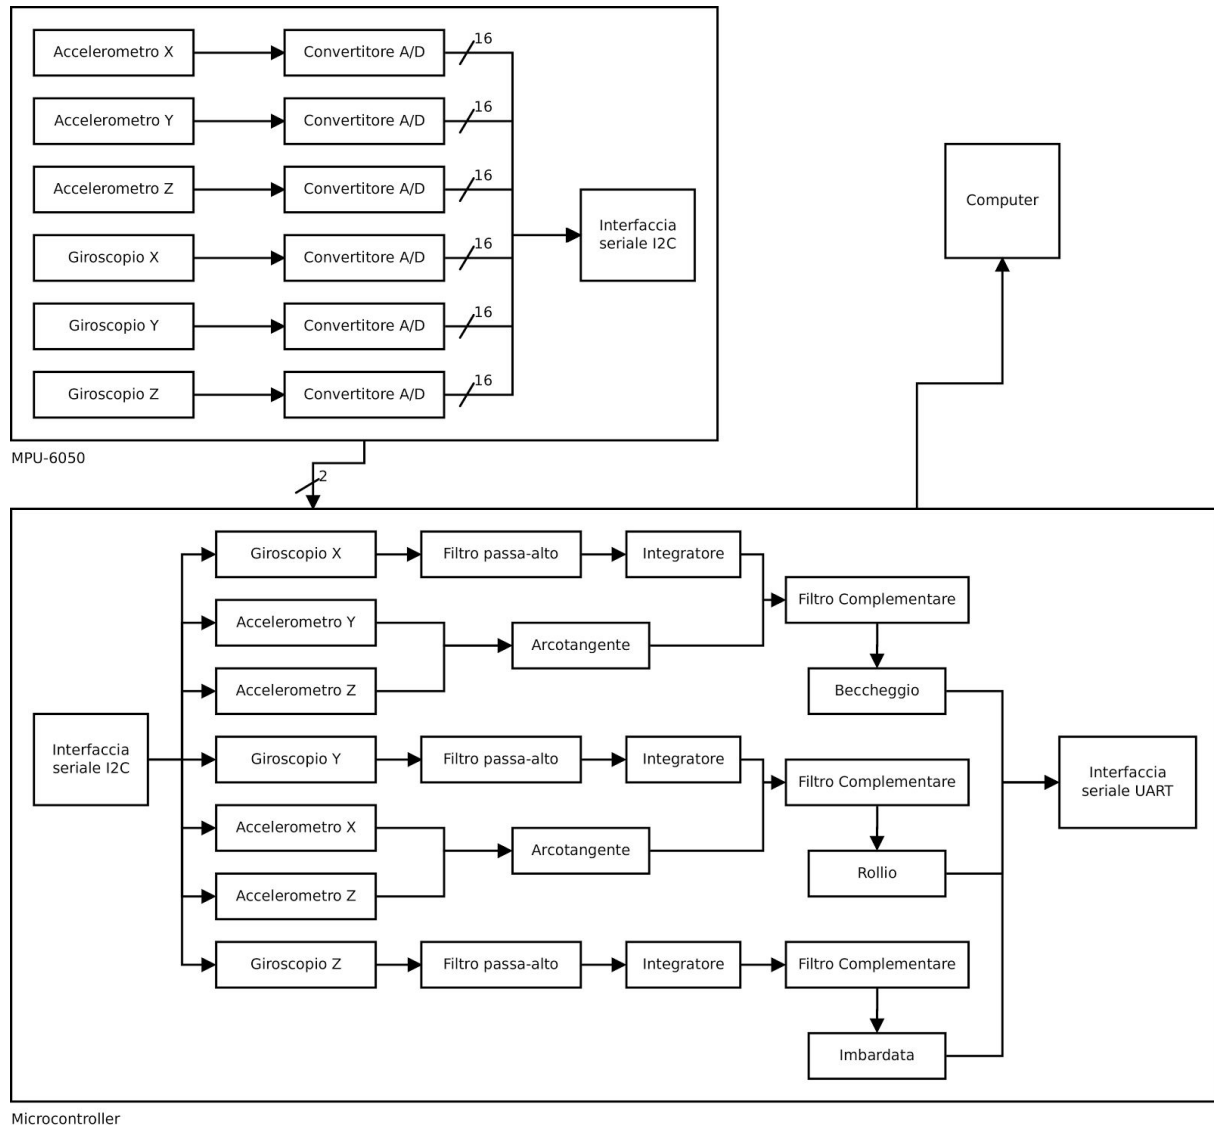 Accelerometro X
Convertitore A/D
16
Accelerometro Y
Convertitore A/D
16
Accelerometro Z
Convertitore A/D
16
Giroscopio X
Convertitore A/D
16
Giroscopio Y
Convertitore A/D
16
Giroscopio Z
Convertitore A/D
16
Interfaccia
seriale I2C
Computer
MPU-6050
2
Giroscopio X
Filtro passa-alto
Integratore
Filtro Complementare
Accelerometro Y
Arcotangente
Accelerometro Z
Beccheggio
Interfaccia
seriale I2C
Giroscopio Y
Filtro passa-alto
Integratore
Filtro Complementare
Interfaccia
seriale UART
Accelerometro X
Arcotangente
Accelerometro Z
Rollio
Giroscopio Z
Filtro passa-alto
Integratore
Filtro Complementare
Imbardata
Microcontroller